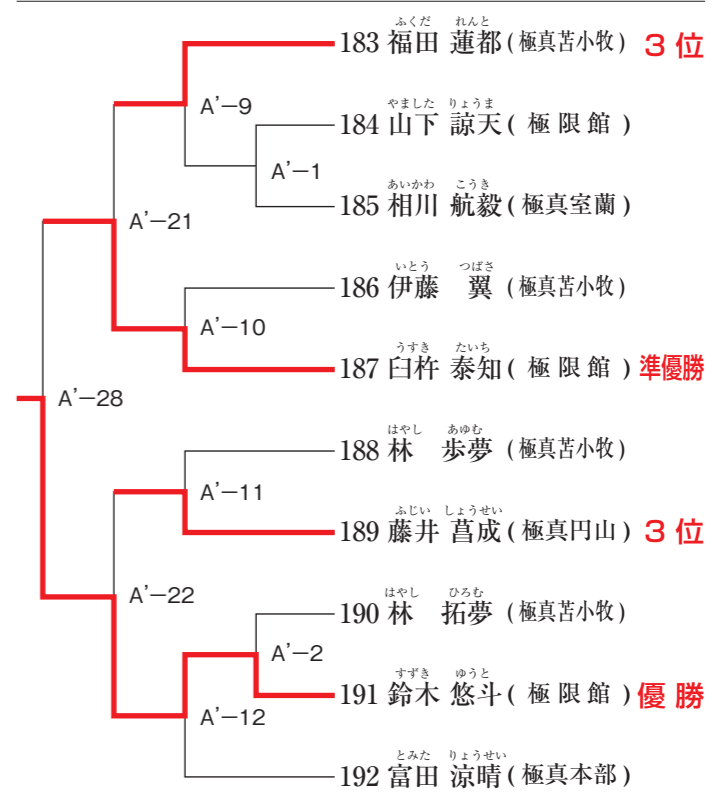 ふくだ れんと
183 福田 蓮都(極真苫小牧) 3位
A’−9
やました りょうま
184 山下 諒天(極限館)
A’−1
あいかわ こうき
185 相川 航毅(極真室蘭)
A’−21
いとう つばさ
186 伊藤 翼(極真苫小牧)
A’−10
うすき たいち
187 臼杵 泰知(極限館) 準優勝
A’−28
はやし あゆむ
188 林 歩夢(極真苫小牧)
A’−11
ふじい しょうせい
189 藤井 菖成(極真円山) 3位
A’−22
はやし ひろむ
190 林 拓夢(極真苫小牧)
A’−2
すずき ゆうと
191 鈴木 悠斗(極限館) 優勝
A’−12
とみた りょうせい
192 富田 涼晴(極真本部)